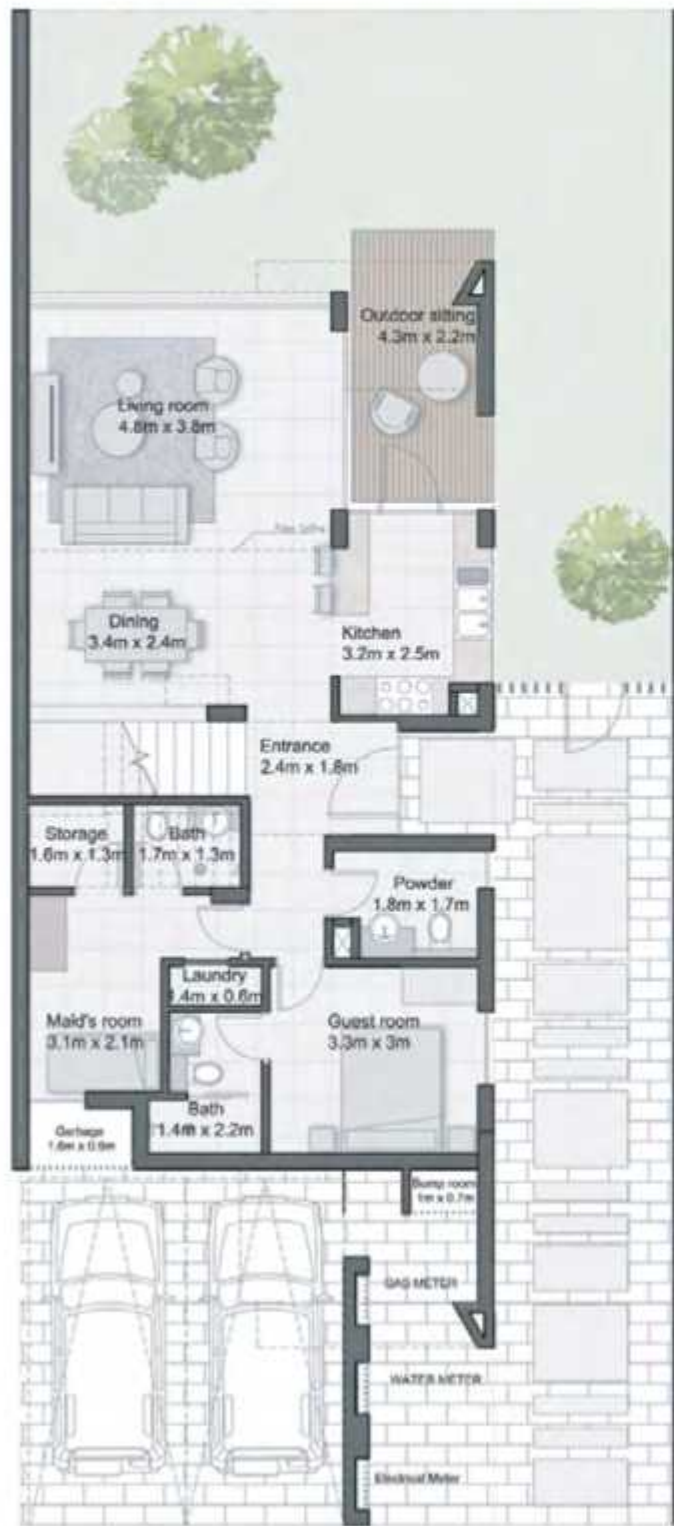 Outdoor sitting
4.3m x 2.2m
Living room
4.8m x 3.8m
Dining
3.4m x 2.4m
Kitchen
3.2m x 2.5m
Entrance
2.4m x 1.8m
Storage
1.6m x 1.3m
Bath
1.7m x 1.3m
Powder
1.8m x 1.7m
Laundry
1.4m x 0.6m
Maid's room
3.1m x 2.1m
Guest room
3.3m x 3m
Bath
1.4m x 2.2m
Garbage
1.6m x 0.6m
Bump room
1m x 0.7m
GAS METER
WATER METER
Electrical Meter